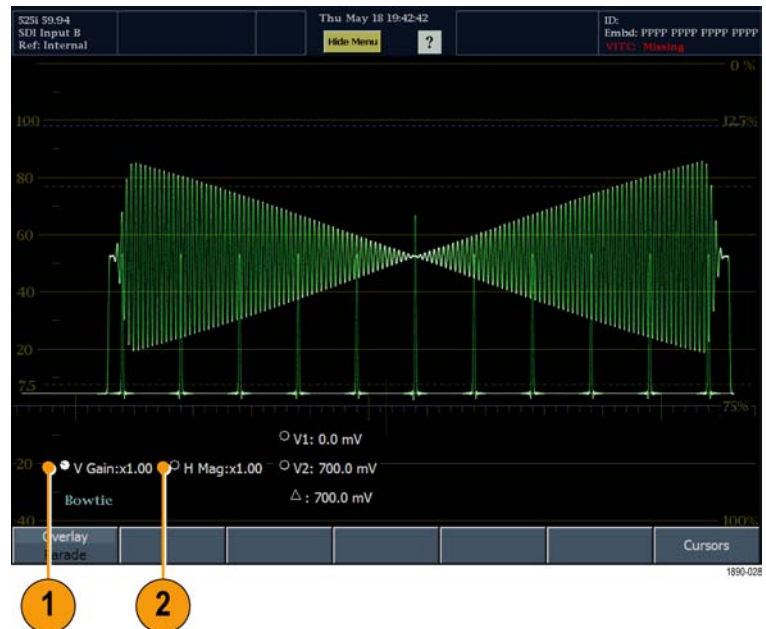 525i 59.94
SDI Input B
Ref: Internal
Thu May 18 19:42:42
Hide Menu
?
ID:
Embd: PPPP PPPP PPPP PPPP
VITC: Missing
0 %
100
12.5%
80
60
40
20
7.5
75%
V1: 0.0 mV
-20
V Gain:x1.00
H Mag:x1.00
V2: 700.0 mV
Bowtie
Δ: 700.0 mV
-40
100%
Overlay
Parade
Cursors
1890-028
1
2